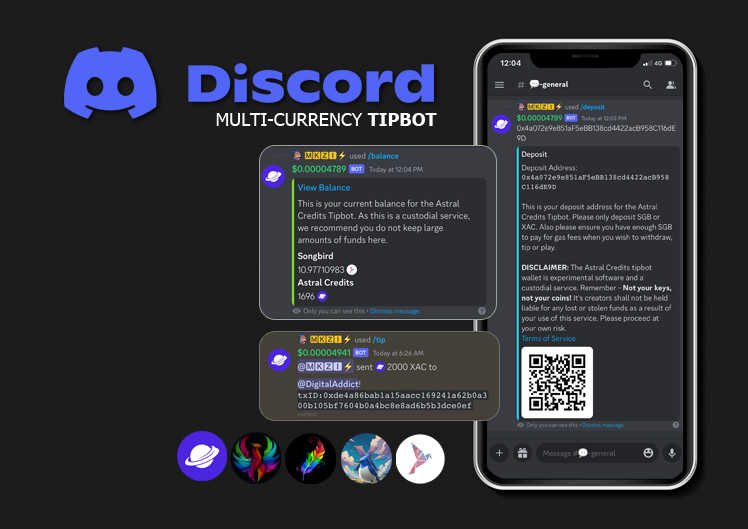 Discord
MULTI-CURRENCY TIPBOT
MKZI⚡ used /balance
$0.00004789 BOT Today at 12:04 PM
View Balance
This is your current balance for the Astral
Credits Tipbot. As this is a custodial service,
we recommend you do not keep large
amounts of funds here.
Songbird
10.97710983
Astral Credits
1696
Only you can see this • Dismiss message
MKZI⚡ used /tip
$0.00004941 BOT Today at 6:26 AM
@MKZI⚡ sent 2000 XAC to
@DigitalAddict!
txID:0xde4a86bab1a15aacc169241a62b0a3
00b105bf7604b0a4bc8e8ad6b5b3dce0ef
(edited)
12:04
4G
# 💬-general
MKZI⚡ used /deposit
$0.00004789 BOT Today at 12:03 PM
0x4a072e9e851aF5eBB138cd4422acB958C116dE
9D
Deposit
Deposit Address:
0x4a072e9e851aF5eBB138cd4422acB958
C116dE9D
This is your deposit address for the Astral
Credits Tipbot. Please only deposit SGB or
XAC. Also please ensure you have enough SGB
to pay for gas fees when you wish to withdraw,
tip or play.
DISCLAIMER: The Astral Credits tipbot
wallet is experimental software and a
custodial service. Remember - Not your keys,
not your coins! It's creators shall not be held
liable for any lost or stolen funds as a result of
your use of this service. Please proceed at
your own risk.
Terms of Service
Only you can see this • Dismiss message
Message #💬-general